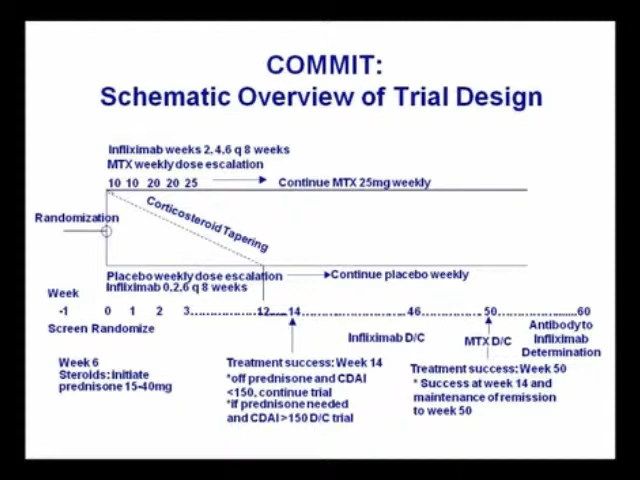 COMMIT:
Schematic Overview of Trial Design
Infliximab weeks 2, 4,6 q 8 weeks
MTX weekly dose escalation
10 10 20 20 25
Continue MTX 25mg weekly
Corticosteroid Tapering
Randomization
Placebo weekly dose escalation
Continue placebo weekly
Infliximab 0,2,6 q 8 weeks
Week
-1 0 1 2 3 12 14 46 50 60
Screen Randomize
Infliximab D/C
MTX D/C
Antibody to
Infliximab
Determination
Week 6
Steroids: initiate
prednisone 15-40mg
Treatment success: Week 14
*off prednisone and CDAI
<150, continue trial
*if prednisone needed
and CDAI >150 D/C trial
Treatment success: Week 50
* Success at week 14 and
maintenance of remission
to week 50